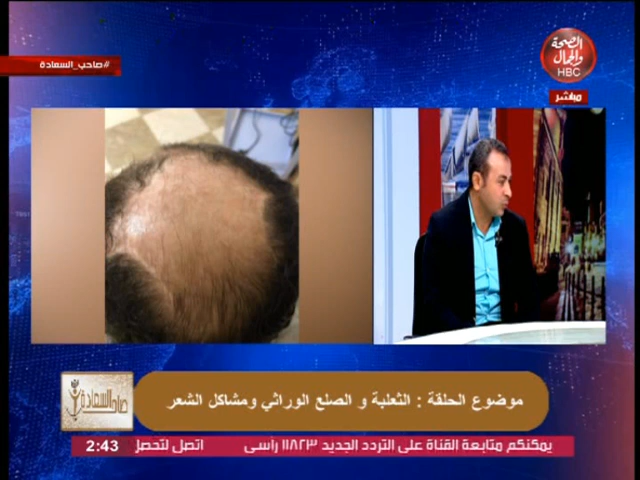 #صاحب_السعادة
الصحة
والجمال
HBC
مباشر
صاحب السعادة
موضوع الحلقة : الثعلبة و الصلع الوراثي ومشاكل الشعر
يمكنكم متابعة القناة على التردد الجديد ١١٨٢٣ رأسى
اتصل لتحصل
2:43